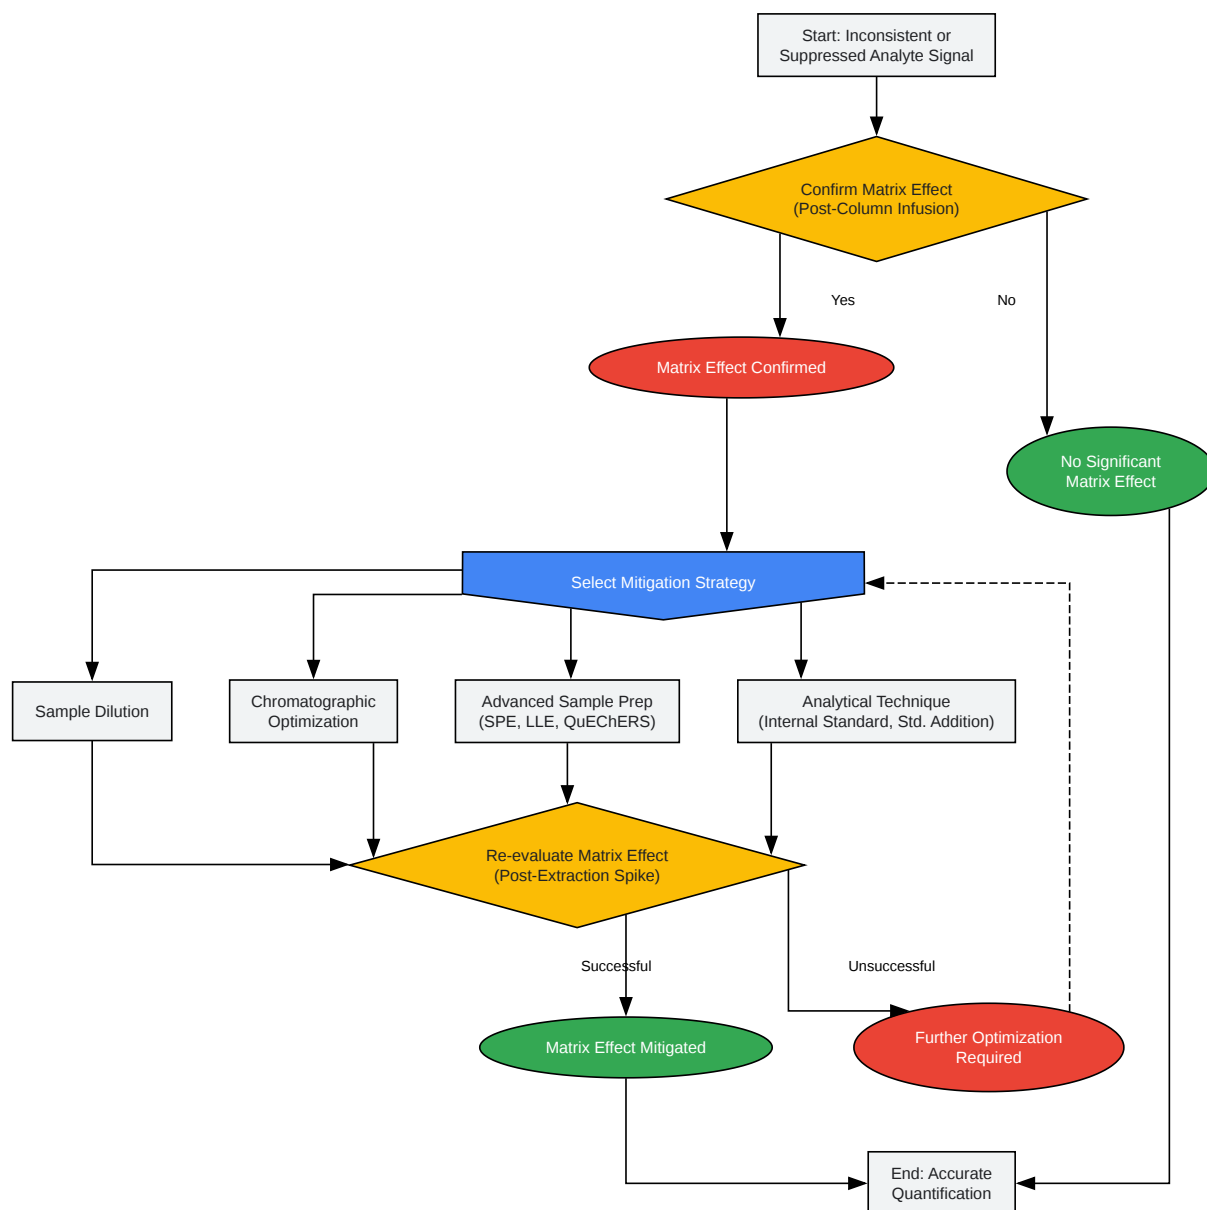 Start: Inconsistent or
Suppressed Analyte Signal
Confirm Matrix Effect
(Post-Column Infusion)
Yes
No
Matrix Effect Confirmed
No Significant
Matrix Effect
Select Mitigation Strategy
Sample Dilution
Chromatographic
Optimization
Advanced Sample Prep
(SPE, LLE, QuEChERS)
Analytical Technique
(Internal Standard, Std. Addition)
Re-evaluate Matrix Effect
(Post-Extraction Spike)
Successful
Unsuccessful
Matrix Effect Mitigated
Further Optimization
Required
End: Accurate
Quantification